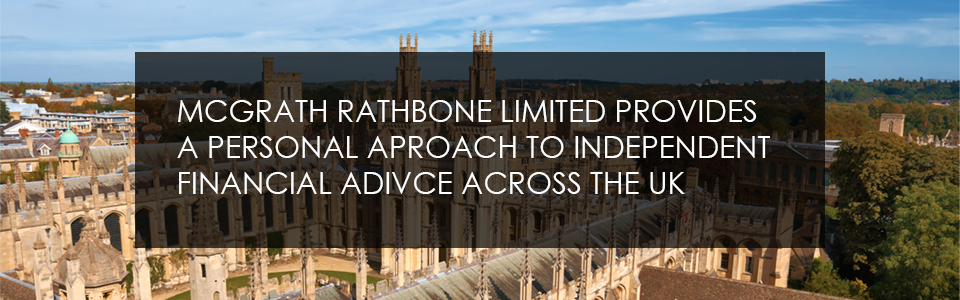 MCGRATH RATHBONE LIMITED PROVIDES
A PERSONAL APROACH TO INDEPENDENT
FINANCIAL ADIVCE ACROSS THE UK